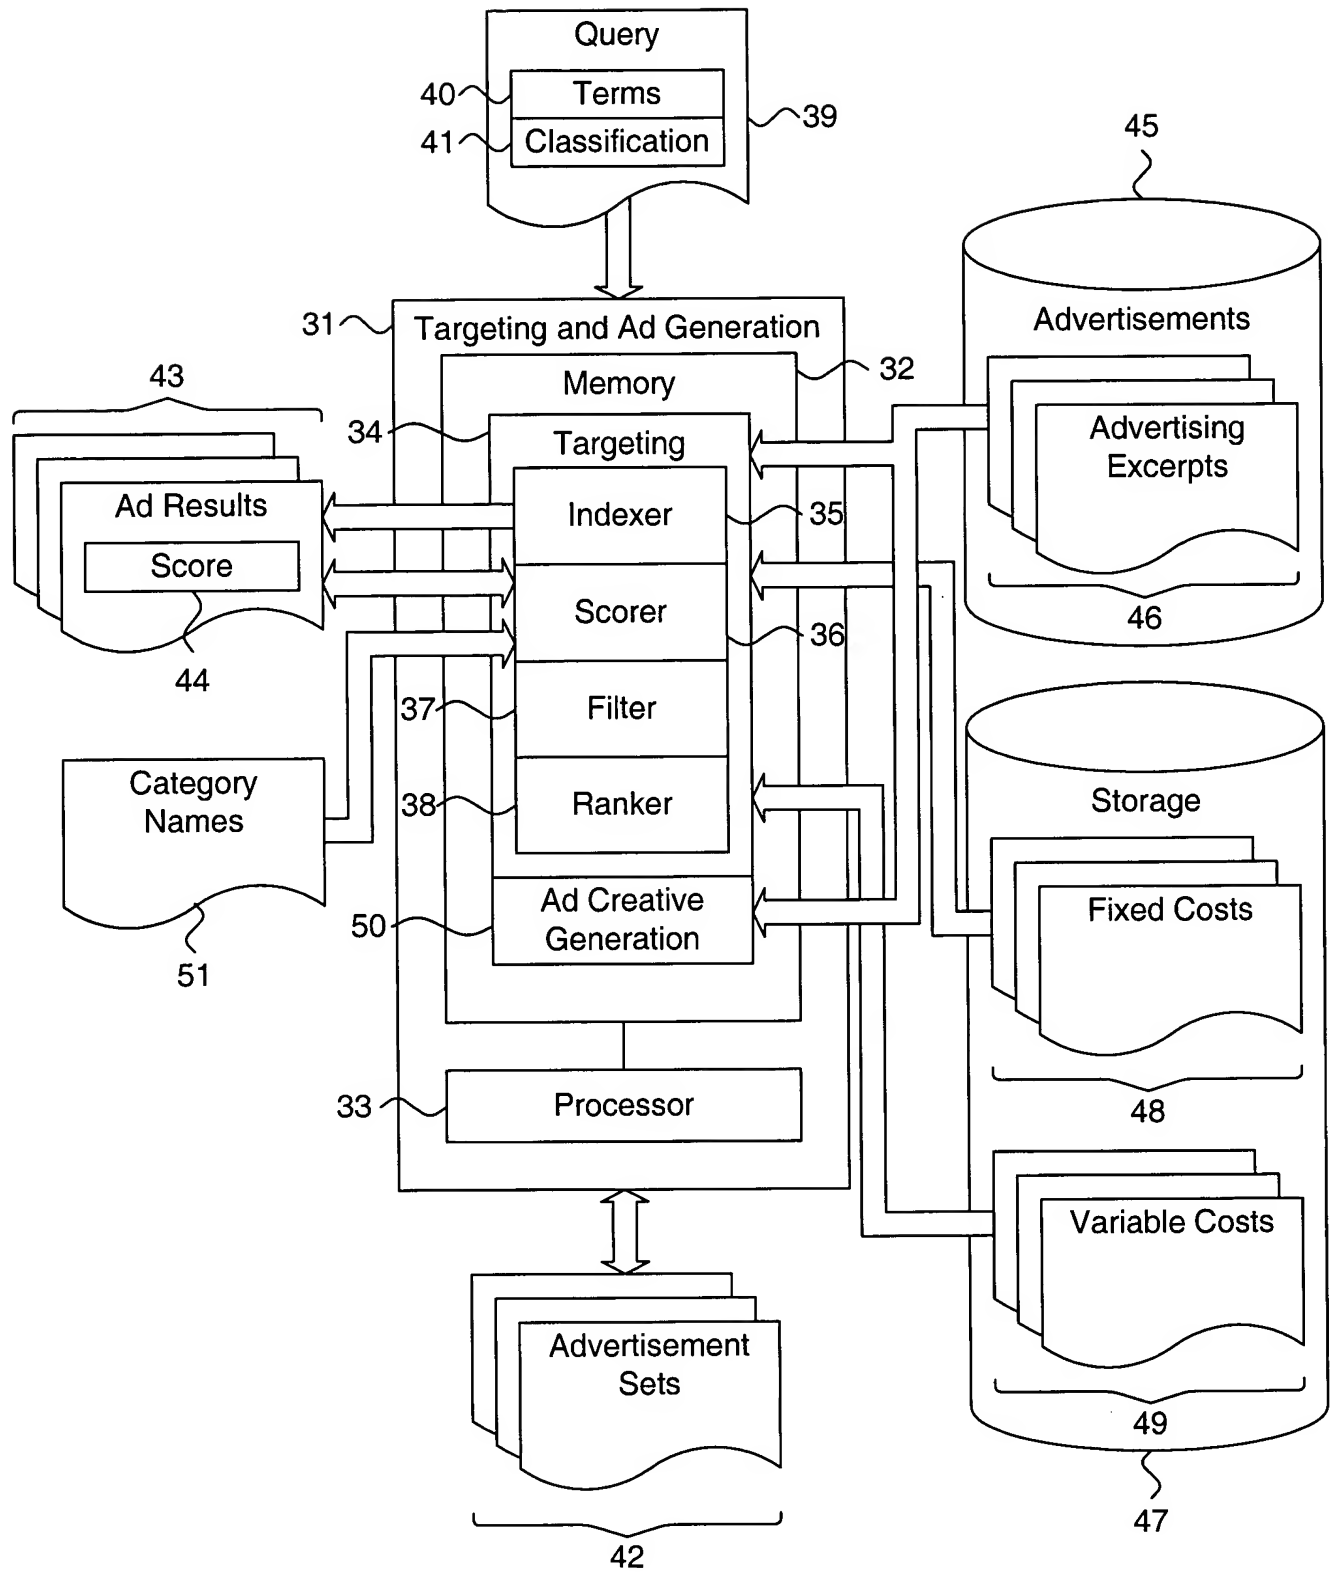 Query
40
Terms
39
41
Classification
45
31
Targeting and Ad Generation
Advertisements
32
Memory
43
34
Targeting
Advertising
Excerpts
Ad Results
Indexer
35
Score
Scorer
46
36
44
37
Filter
Category
Names
38
Ranker
Storage
50
Ad Creative
Generation
Fixed Costs
51
33
Processor
48
Variable Costs
Advertisement
Sets
49
47
42